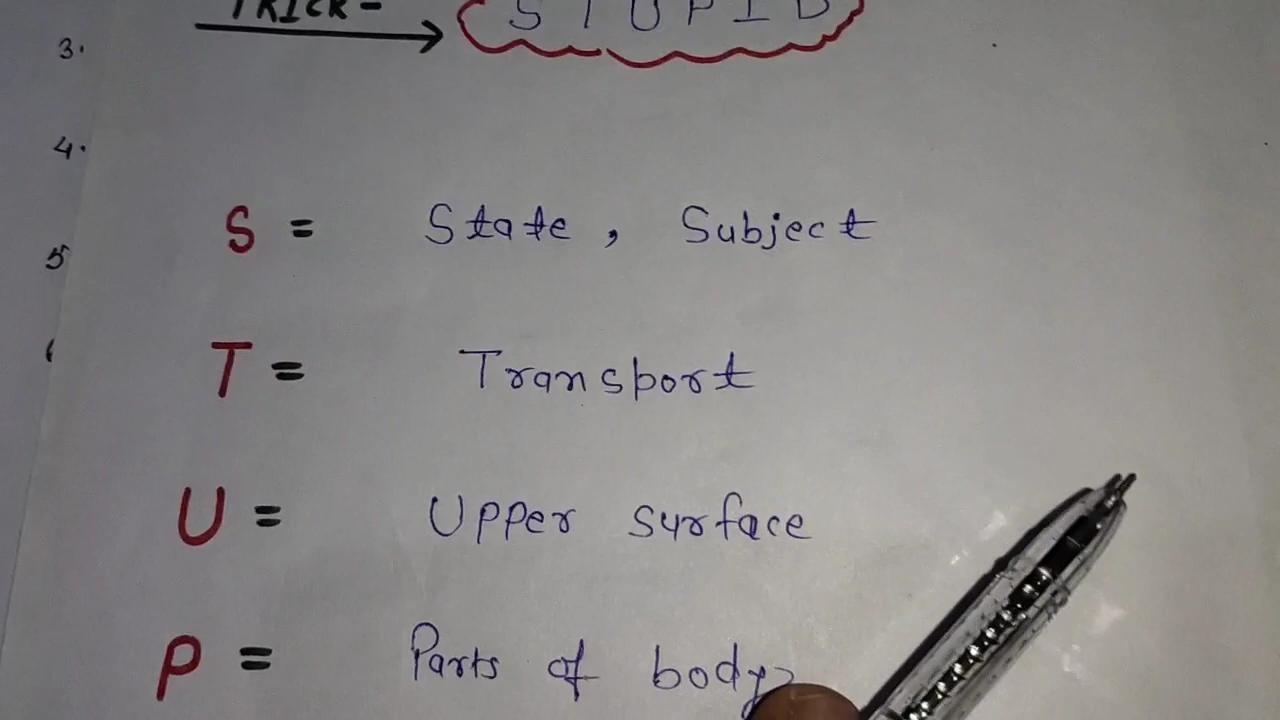 TRICK -
STUPID
3.
4.
S = State, Subject
5
T = Transport
U = Upper surface
P = Parts of body